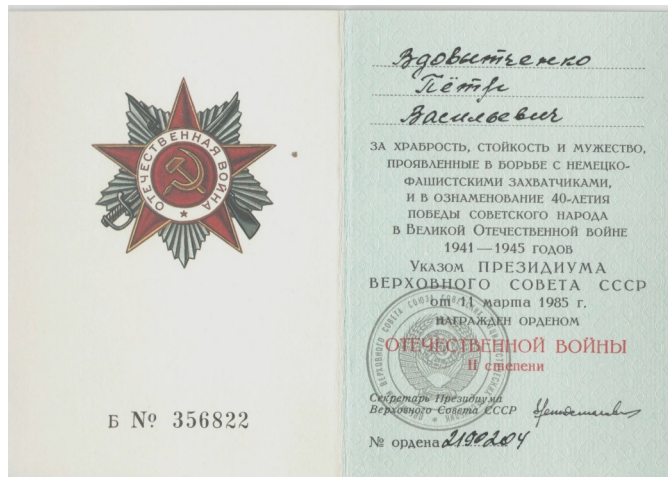 ОТЕЧЕСТВЕННАЯ ВОЙНА
Б № 356822
Вдовытченко
Пётр
Васильевич
ЗА ХРАБРОСТЬ, СТОЙКОСТЬ И МУЖЕСТВО,
ПРОЯВЛЕННЫЕ В БОРЬБЕ С НЕМЕЦКО-
ФАШИСТСКИМИ ЗАХВАТЧИКАМИ,
И В ОЗНАМЕНОВАНИЕ 40-ЛЕТИЯ
ПОБЕДЫ СОВЕТСКОГО НАРОДА
В ВЕЛИКОЙ ОТЕЧЕСТВЕННОЙ ВОЙНЕ
1941—1945 ГОДОВ
УКАЗОМ ПРЕЗИДИУМА
ВЕРХОВНОГО СОВЕТА СССР
от 11 марта 1985 г.
НАГРАЖДЕН ОРДЕНОМ
ОТЕЧЕСТВЕННОЙ ВОЙНЫ
II степени
Секретарь Президиума
Верховного Совета СССР
№ ордена 2190204